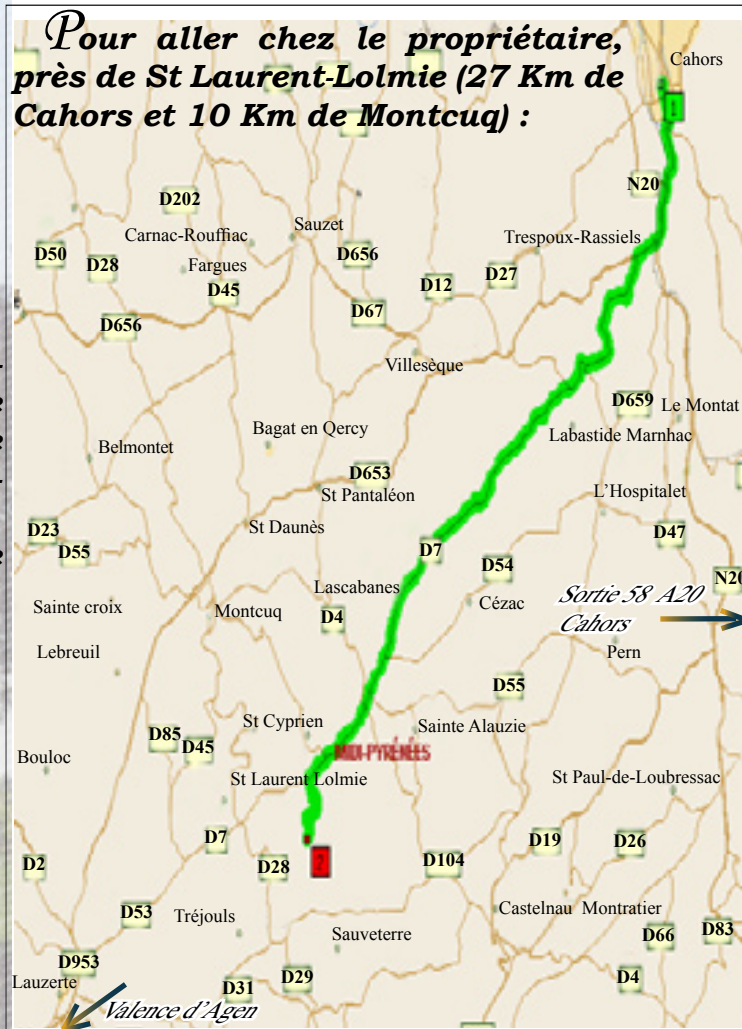 Pour aller chez le propriétaire,
près de St Laurent-Lolmie (27 Km de
Cahors et 10 Km de Montcuq) :
Cahors
N20
D202
Carnac-Rouffiac
Sauzet
Trespoux-Rassiels
D50
D28
Fargues
D656
D27
D45
D12
D67
D656
Villesèque
D659
Le Montat
Bagat en Qercy
Labastide Marnhac
Belmontet
D653
St Pantaléon
L'Hospitalet
D23
D55
St Daunès
D7
D47
D54
Lascabanes
N20
Sainte croix
Montcuq
D4
Cézac
Sortie 58 A20
Cahors
Lebreuil
Pern
D55
St Cyprien
Sainte Alauzie
D85
D45
MIDI-PYRÉNÉES
Bouloc
St Laurent Lolmie
St Paul-de-Loubressac
D7
D19
D26
D2
D28
D104
D53
Tréjouls
Castelnau Montratier
Sauveterre
D66
D83
D953
Lauzerte
D31
D29
D4
Valence d'Agen